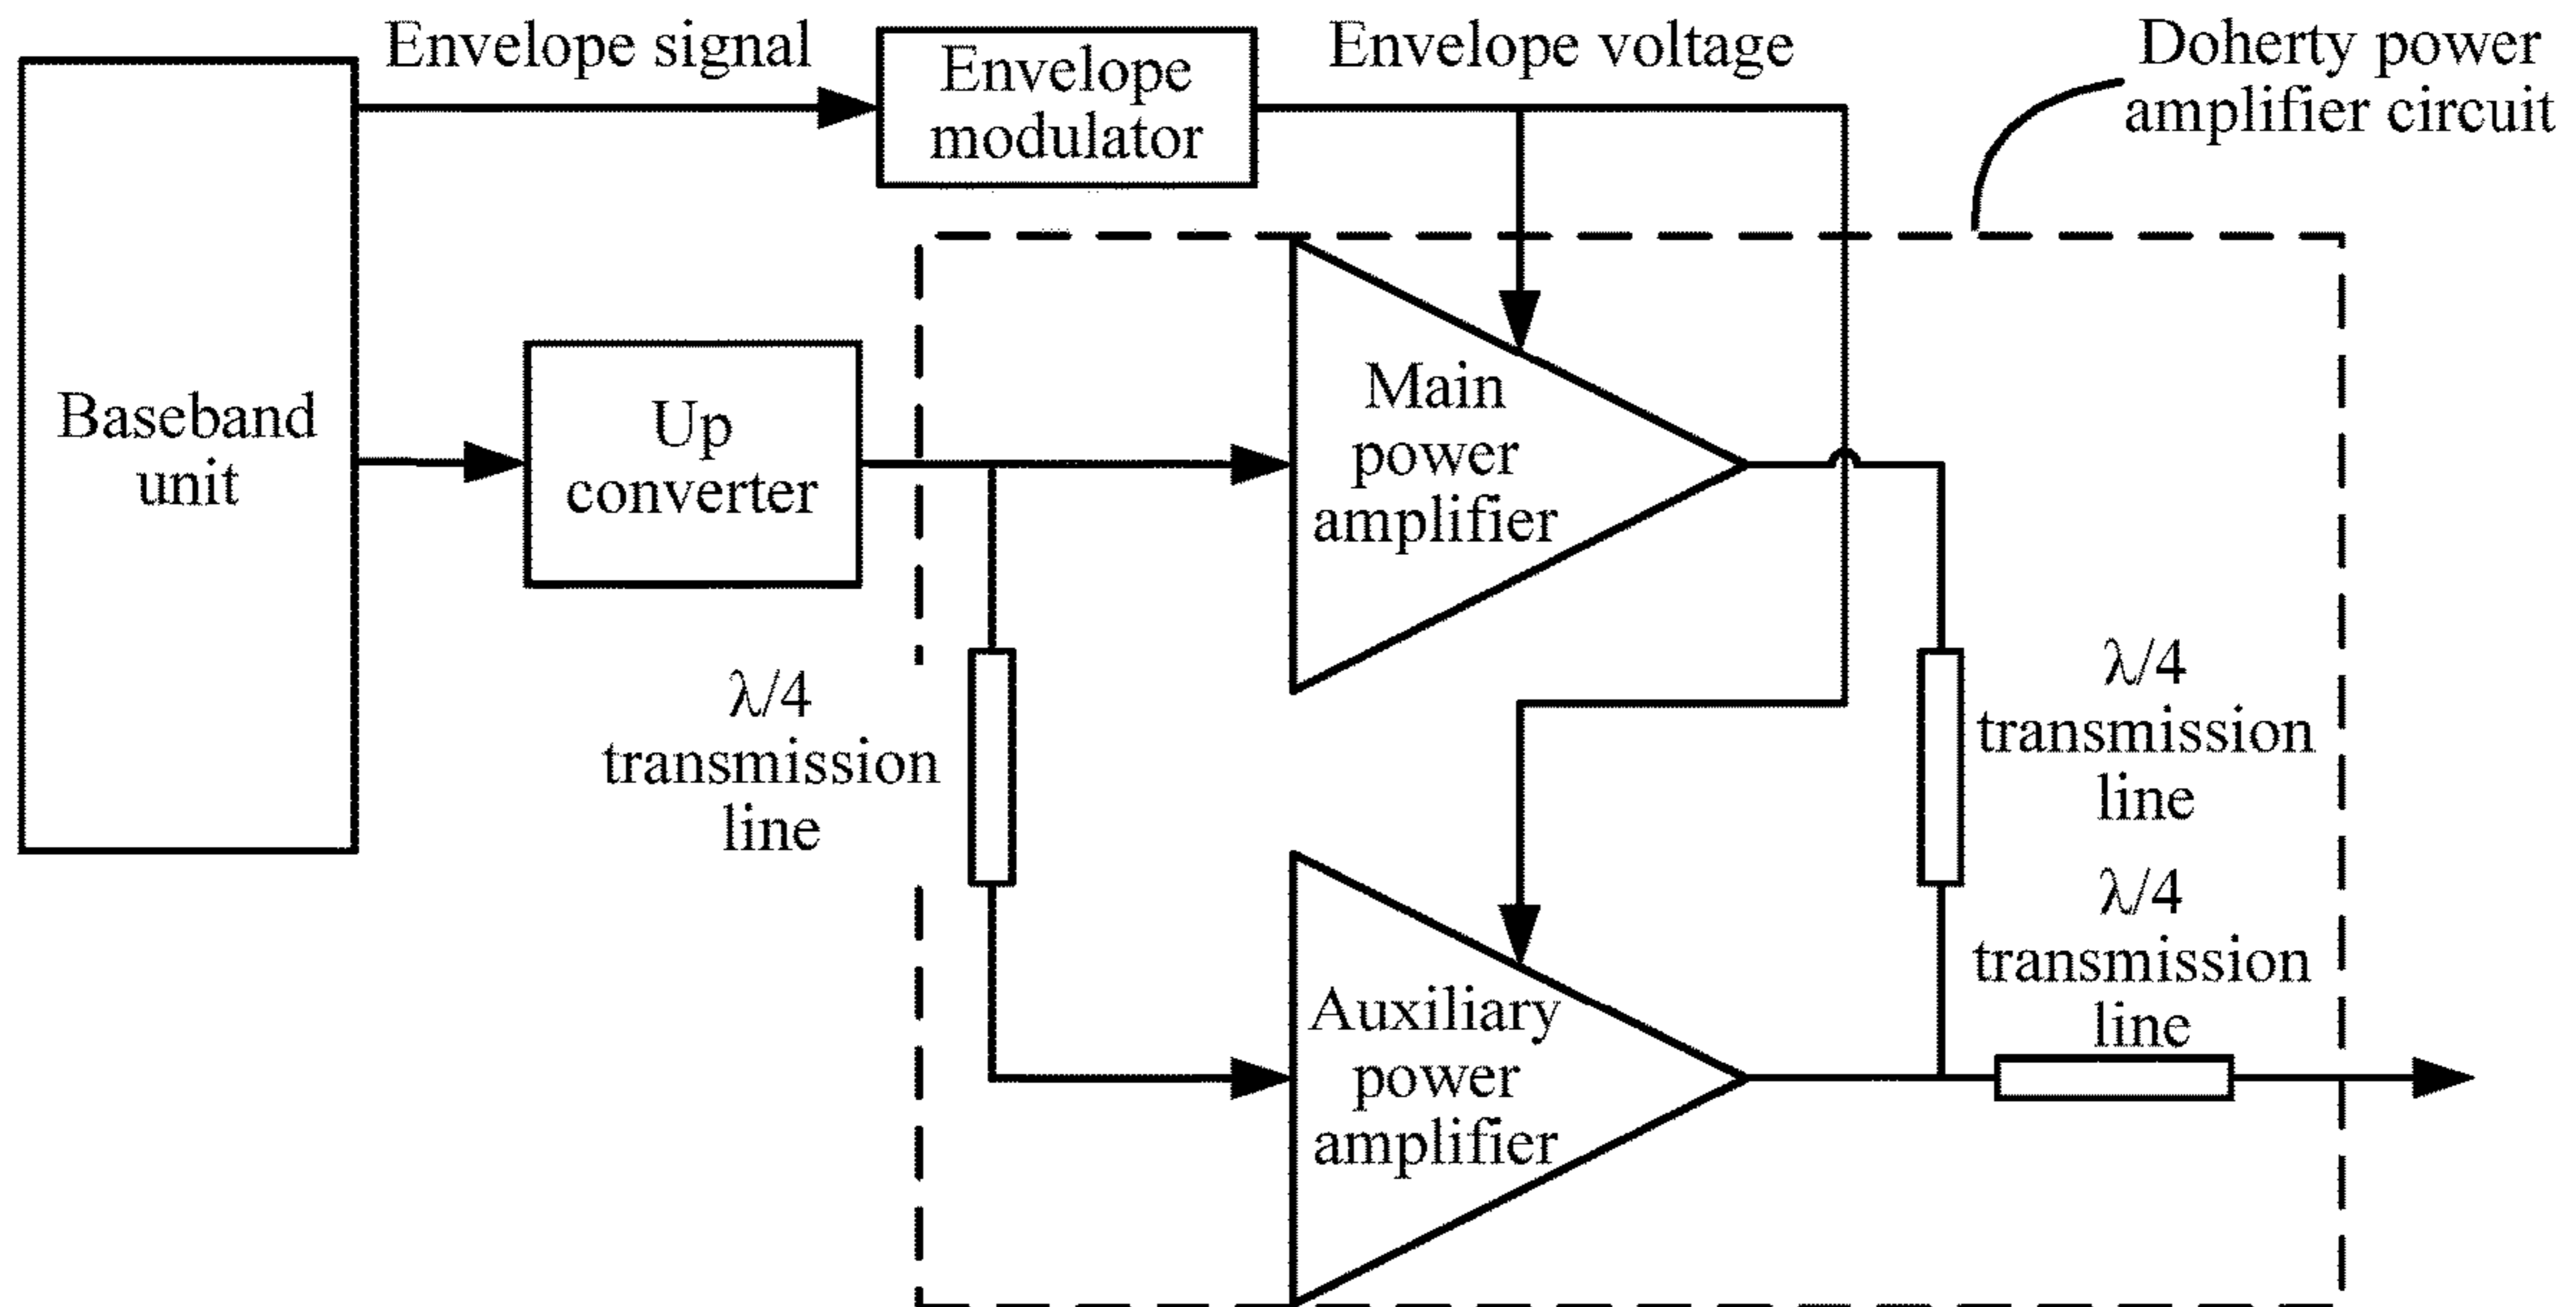 Envelope signal
Envelope
modulator
Envelope voltage
Doherty power
amplifier circuit
Baseband
unit
Up
converter
Main
power
amplifier
λ/4
transmission
line
λ/4
transmission
line
λ/4
transmission
line
Auxiliary
power
amplifier